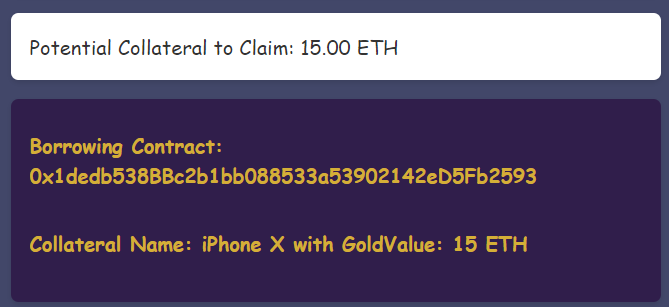 Potential Collateral to Claim: 15.00 ETH
Borrowing Contract:
0x1dedb538BBc2b1bb088533a53902142eD5Fb2593
Collateral Name: iPhone X with GoldValue: 15 ETH